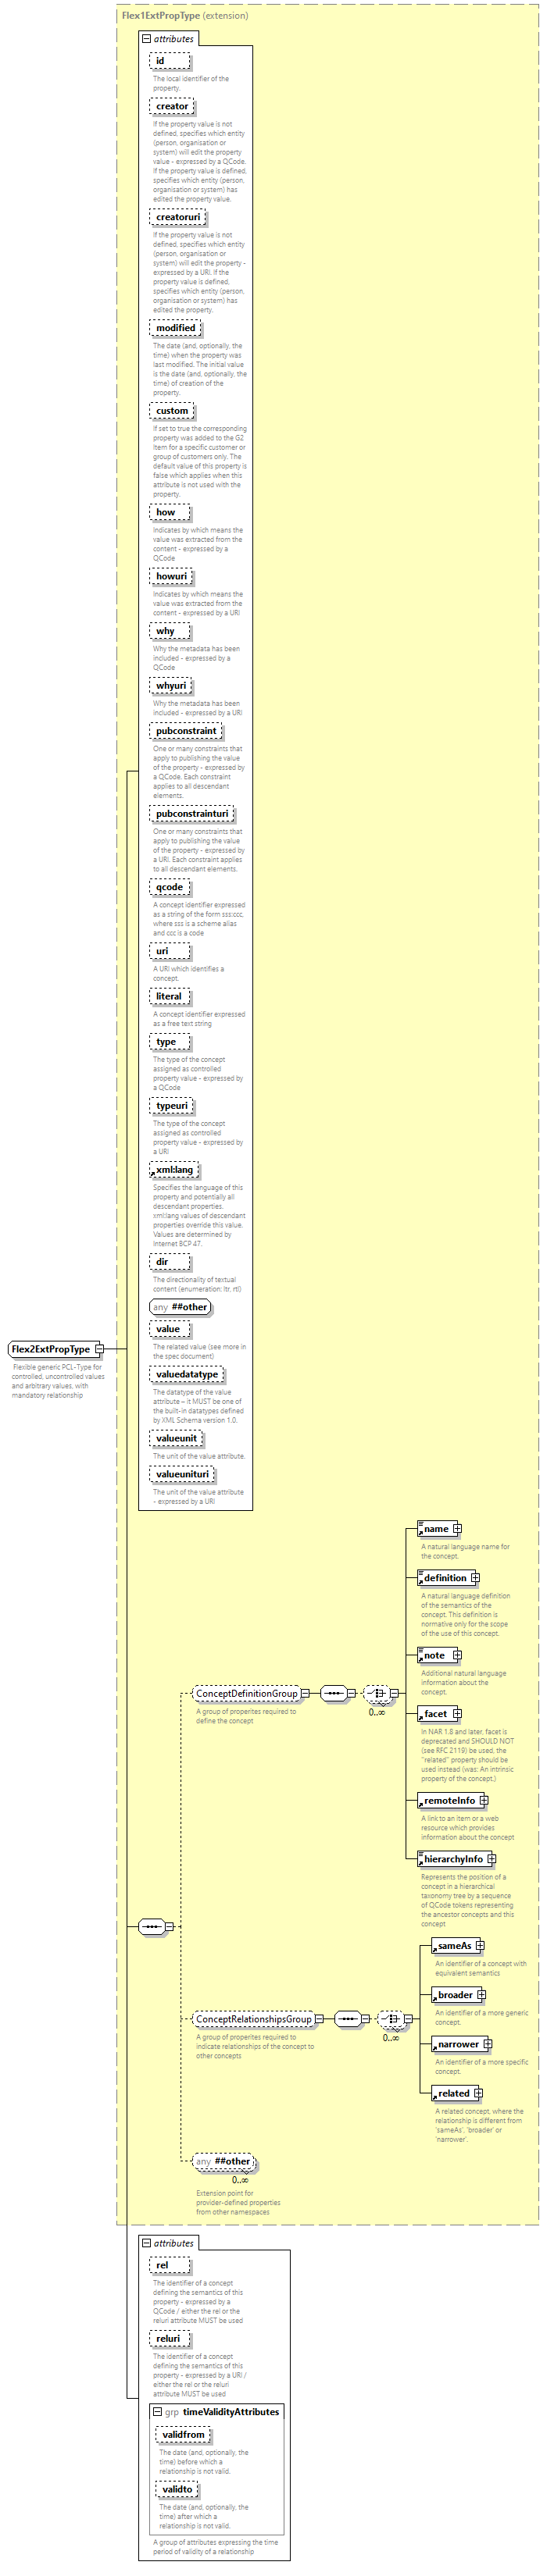 Flex1ExtPropType (extension)
attributes
id
The local identifier of the
property.
creator
If the property value is not
defined, specifies which entity
(person, organisation or
system) will edit the property
value - expressed by a QCode.
If the property value is defined,
specifies which entity (person,
organisation or system) has
edited the property value.
creatoruri
If the property value is not
defined, specifies which entity
(person, organisation or
system) will edit the property -
expressed by a URI. If the
property value is defined,
specifies which entity (person,
organisation or system) has
edited the property.
modified
The date (and, optionally, the
time) when the property was
last modified. The initial value
is the date (and, optionally, the
time) of creation of the
property.
custom
If set to true the corresponding
property was added to the G2
Item for a specific customer or
group of customers only. The
default value of this property is
false which applies when this
attribute is not used with the
property.
how
Indicates by which means the
value was extracted from the
content - expressed by a
QCode
howuri
Indicates by which means the
value was extracted from the
content - expressed by a URI
why
Why the metadata has been
included - expressed by a
QCode
whyuri
Why the metadata has been
included - expressed by a URI
pubconstraint
One or many constraints that
apply to publishing the value
of the property - expressed by
a QCode. Each constraint
applies to all descendant
elements.
pubconstrainturi
One or many constraints that
apply to publishing the value
of the property - expressed by
a URI. Each constraint applies
to all descendant elements.
qcode
A concept identifier expressed
as a string of the form sss:ccc,
where sss is a scheme alias
and ccc is a code
uri
A URI which identifies a
concept.
literal
A concept identifier expressed
as a free text string
type
The type of the concept
assigned as controlled
property value - expressed by
a QCode
typeuri
The type of the concept
assigned as controlled
property value - expressed by
a URI
xml:lang
Specifies the language of this
property and potentially all
descendant properties.
xml:lang values of descendant
properties override this value.
Values are determined by
Internet BCP 47.
dir
The directionality of textual
content (enumeration: ltr, rtl)
any ##other
value
The related value (see more in
the spec document)
valuedatatype
The datatype of the value
attribute – it MUST be one of
the built-in datatypes defined
by XML Schema version 1.0.
valueunit
The unit of the value attribute.
valueunituri
The unit of the value attribute
- expressed by a URI
Flex2ExtPropType
Flexible generic PCL-Type for
controlled, uncontrolled values
and arbitrary values, with
mandatory relationship
ConceptDefinitionGroup
A group of properites required to
define the concept
0..∞
name
A natural language name for
the concept.
definition
A natural language definition
of the semantics of the
concept. This definition is
normative only for the scope
of the use of this concept.
note
Additional natural language
information about the
concept.
facet
In NAR 1.8 and later, facet is
deprecated and SHOULD NOT
(see RFC 2119) be used, the
"related" property should be
used instead (was: An intrinsic
property of the concept.)
remoteInfo
A link to an item or a web
resource which provides
information about the concept
hierarchyInfo
Represents the position of a
concept in a hierarchical
taxonomy tree by a sequence
of QCode tokens representing
the ancestor concepts and this
concept
ConceptRelationshipsGroup
A group of properites required to
indicate relationships of the concept to
other concepts
0..∞
sameAs
An identifier of a concept with
equivalent semantics
broader
An identifier of a more generic
concept.
narrower
An identifier of a more specific
concept.
related
A related concept, where the
relationship is different from
'sameAs', 'broader' or
'narrower'.
any ##other
0..∞
Extension point for
provider-defined properties
from other namespaces
attributes
rel
The identifier of a concept
defining the semantics of this
property - expressed by a
QCode / either the rel or the
reluri attribute MUST be used
reluri
The identifier of a concept
defining the semantics of this
property - expressed by a URI /
either the rel or the reluri
attribute MUST be used
grp timeValidityAttributes
validfrom
The date (and, optionally, the
time) before which a
relationship is not valid.
validto
The date (and, optionally, the
time) after which a
relationship is not valid.
A group of attributes expressing the time
period of validity of a relationship